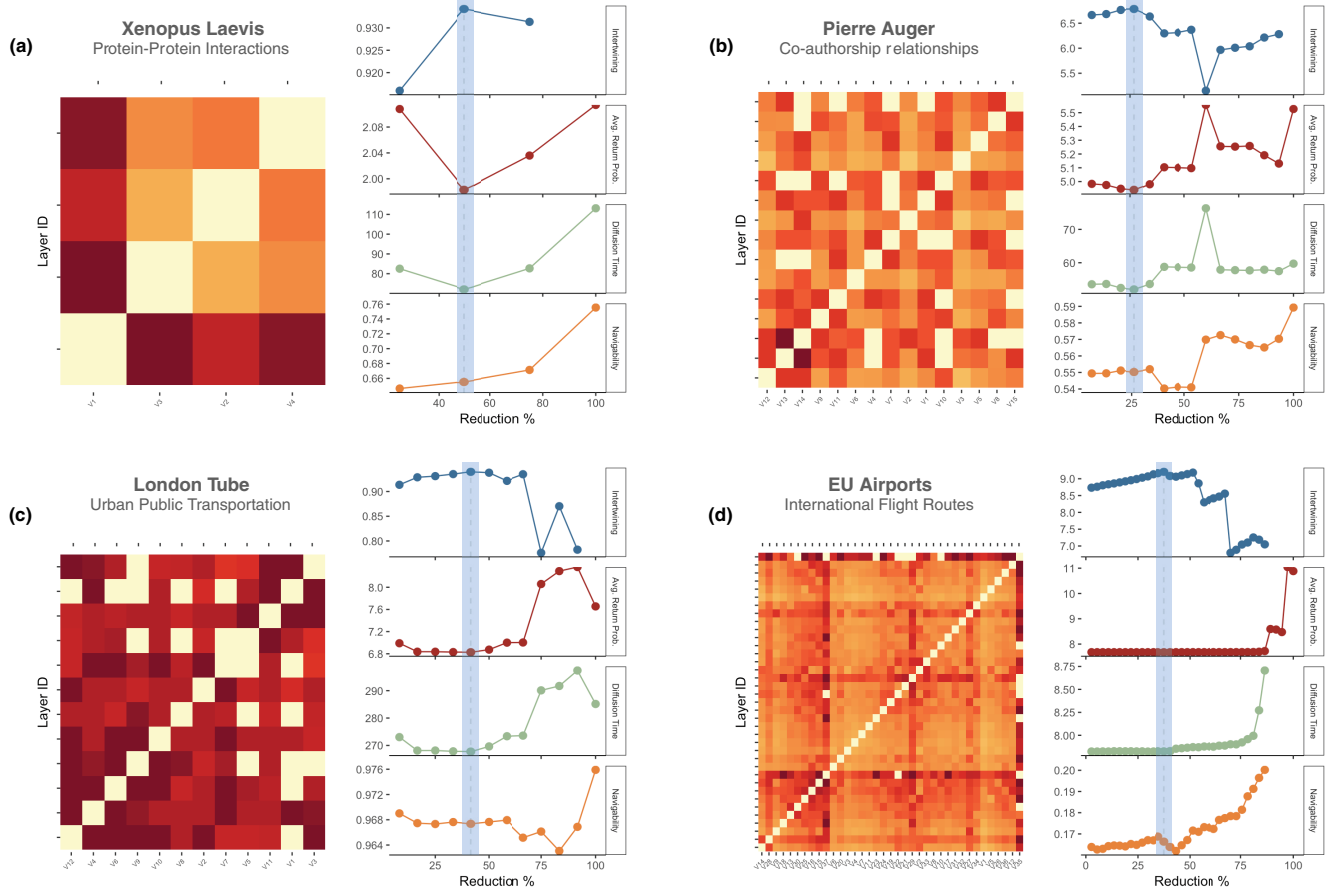 (a)
Xenopus Laevis
Protein-Protein Interactions
Layer ID
V1
V3
V2
V4
0.930
0.925
0.920
Intertwining
2.08
2.04
2.00
Avg. Return Prob.
110
100
90
80
Diffusion Time
0.76
0.74
0.72
0.70
0.68
0.66
Navigability
40
60
80
100
Reduction %
(b)
Pierre Auger
Co-authorship relationships
Layer ID
V12
V13
V14
V9
V11
V6
V4
V7
V2
V1
V10
V3
V5
V8
V15
6.5
6.0
5.5
Intertwining
5.5
5.4
5.3
5.2
5.1
5.0
Avg. Return Prob.
70
60
Diffusion Time
0.59
0.57
0.55
0.54
Navigability
25
50
75
100
Reduction %
(c)
London Tube
Urban Public Transportation
Layer ID
V12
V4
V6
V9
V10
V8
V2
V7
V5
V11
V1
V3
0.90
0.85
0.80
Intertwining
8.0
7.6
7.2
6.8
Avg. Return Prob.
290
280
270
Diffusion Time
0.976
0.972
0.968
0.964
Navigability
25
50
75
100
Reduction %
(d)
EU Airports
International Flight Routes
Layer ID
9.0
8.5
8.0
7.5
7.0
Intertwining
11
10
9
8
Avg. Return Prob.
8.75
8.50
8.25
8.00
Diffusion Time
0.20
0.18
0.17
Navigability
0
25
50
75
100
Reduction %